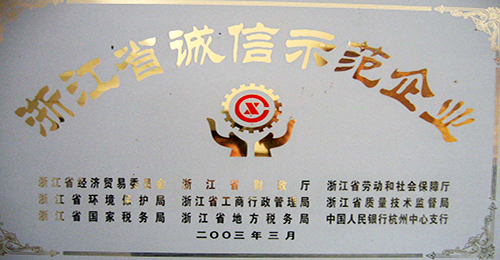 浙江省诚信示范企业
浙江省经济贸易委员会 浙江省财政厅 浙江省劳动和社会保障厅
浙江省环境保护局 浙江省工商行政管理局 浙江省质量技术监督局
浙江省国家税务局 浙江省地方税务局 中国人民银行杭州中心支行
二〇〇三年三月